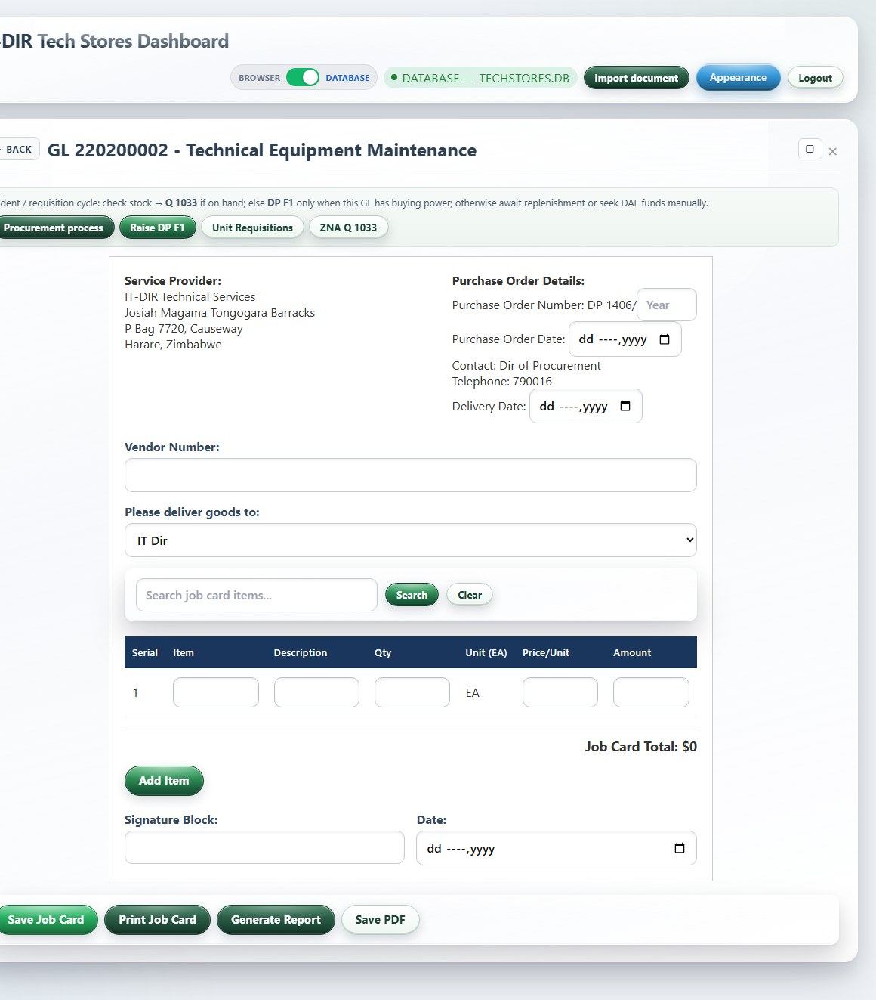 -DIR Tech Stores Dashboard
BROWSER DATABASE DATABASE — TECHSTORES.DB Import document Appearance Logout
BACK GL 220200002 - Technical Equipment Maintenance ×
dent / requisition cycle: check stock → Q 1033 if on hand; else DP F1 only when this GL has buying power; otherwise await replenishment or seek DAF funds manually.
Procurement process Raise DP F1 Unit Requisitions ZNA Q 1033
Service Provider:
IT-DIR Technical Services
Josiah Magama Tongogara Barracks
P Bag 7720, Causeway
Harare, Zimbabwe
Purchase Order Details:
Purchase Order Number: DP 1406/ Year
Purchase Order Date: dd ----,yyyy
Contact: Dir of Procurement
Telephone: 790016
Delivery Date: dd ----,yyyy
Vendor Number:
Please deliver goods to:
IT Dir
Search job card items... Search Clear
Serial Item Description Qty Unit (EA) Price/Unit Amount
1 EA
Job Card Total: $0
Add Item
Signature Block: Date:
dd ----,yyyy
Save Job Card Print Job Card Generate Report Save PDF